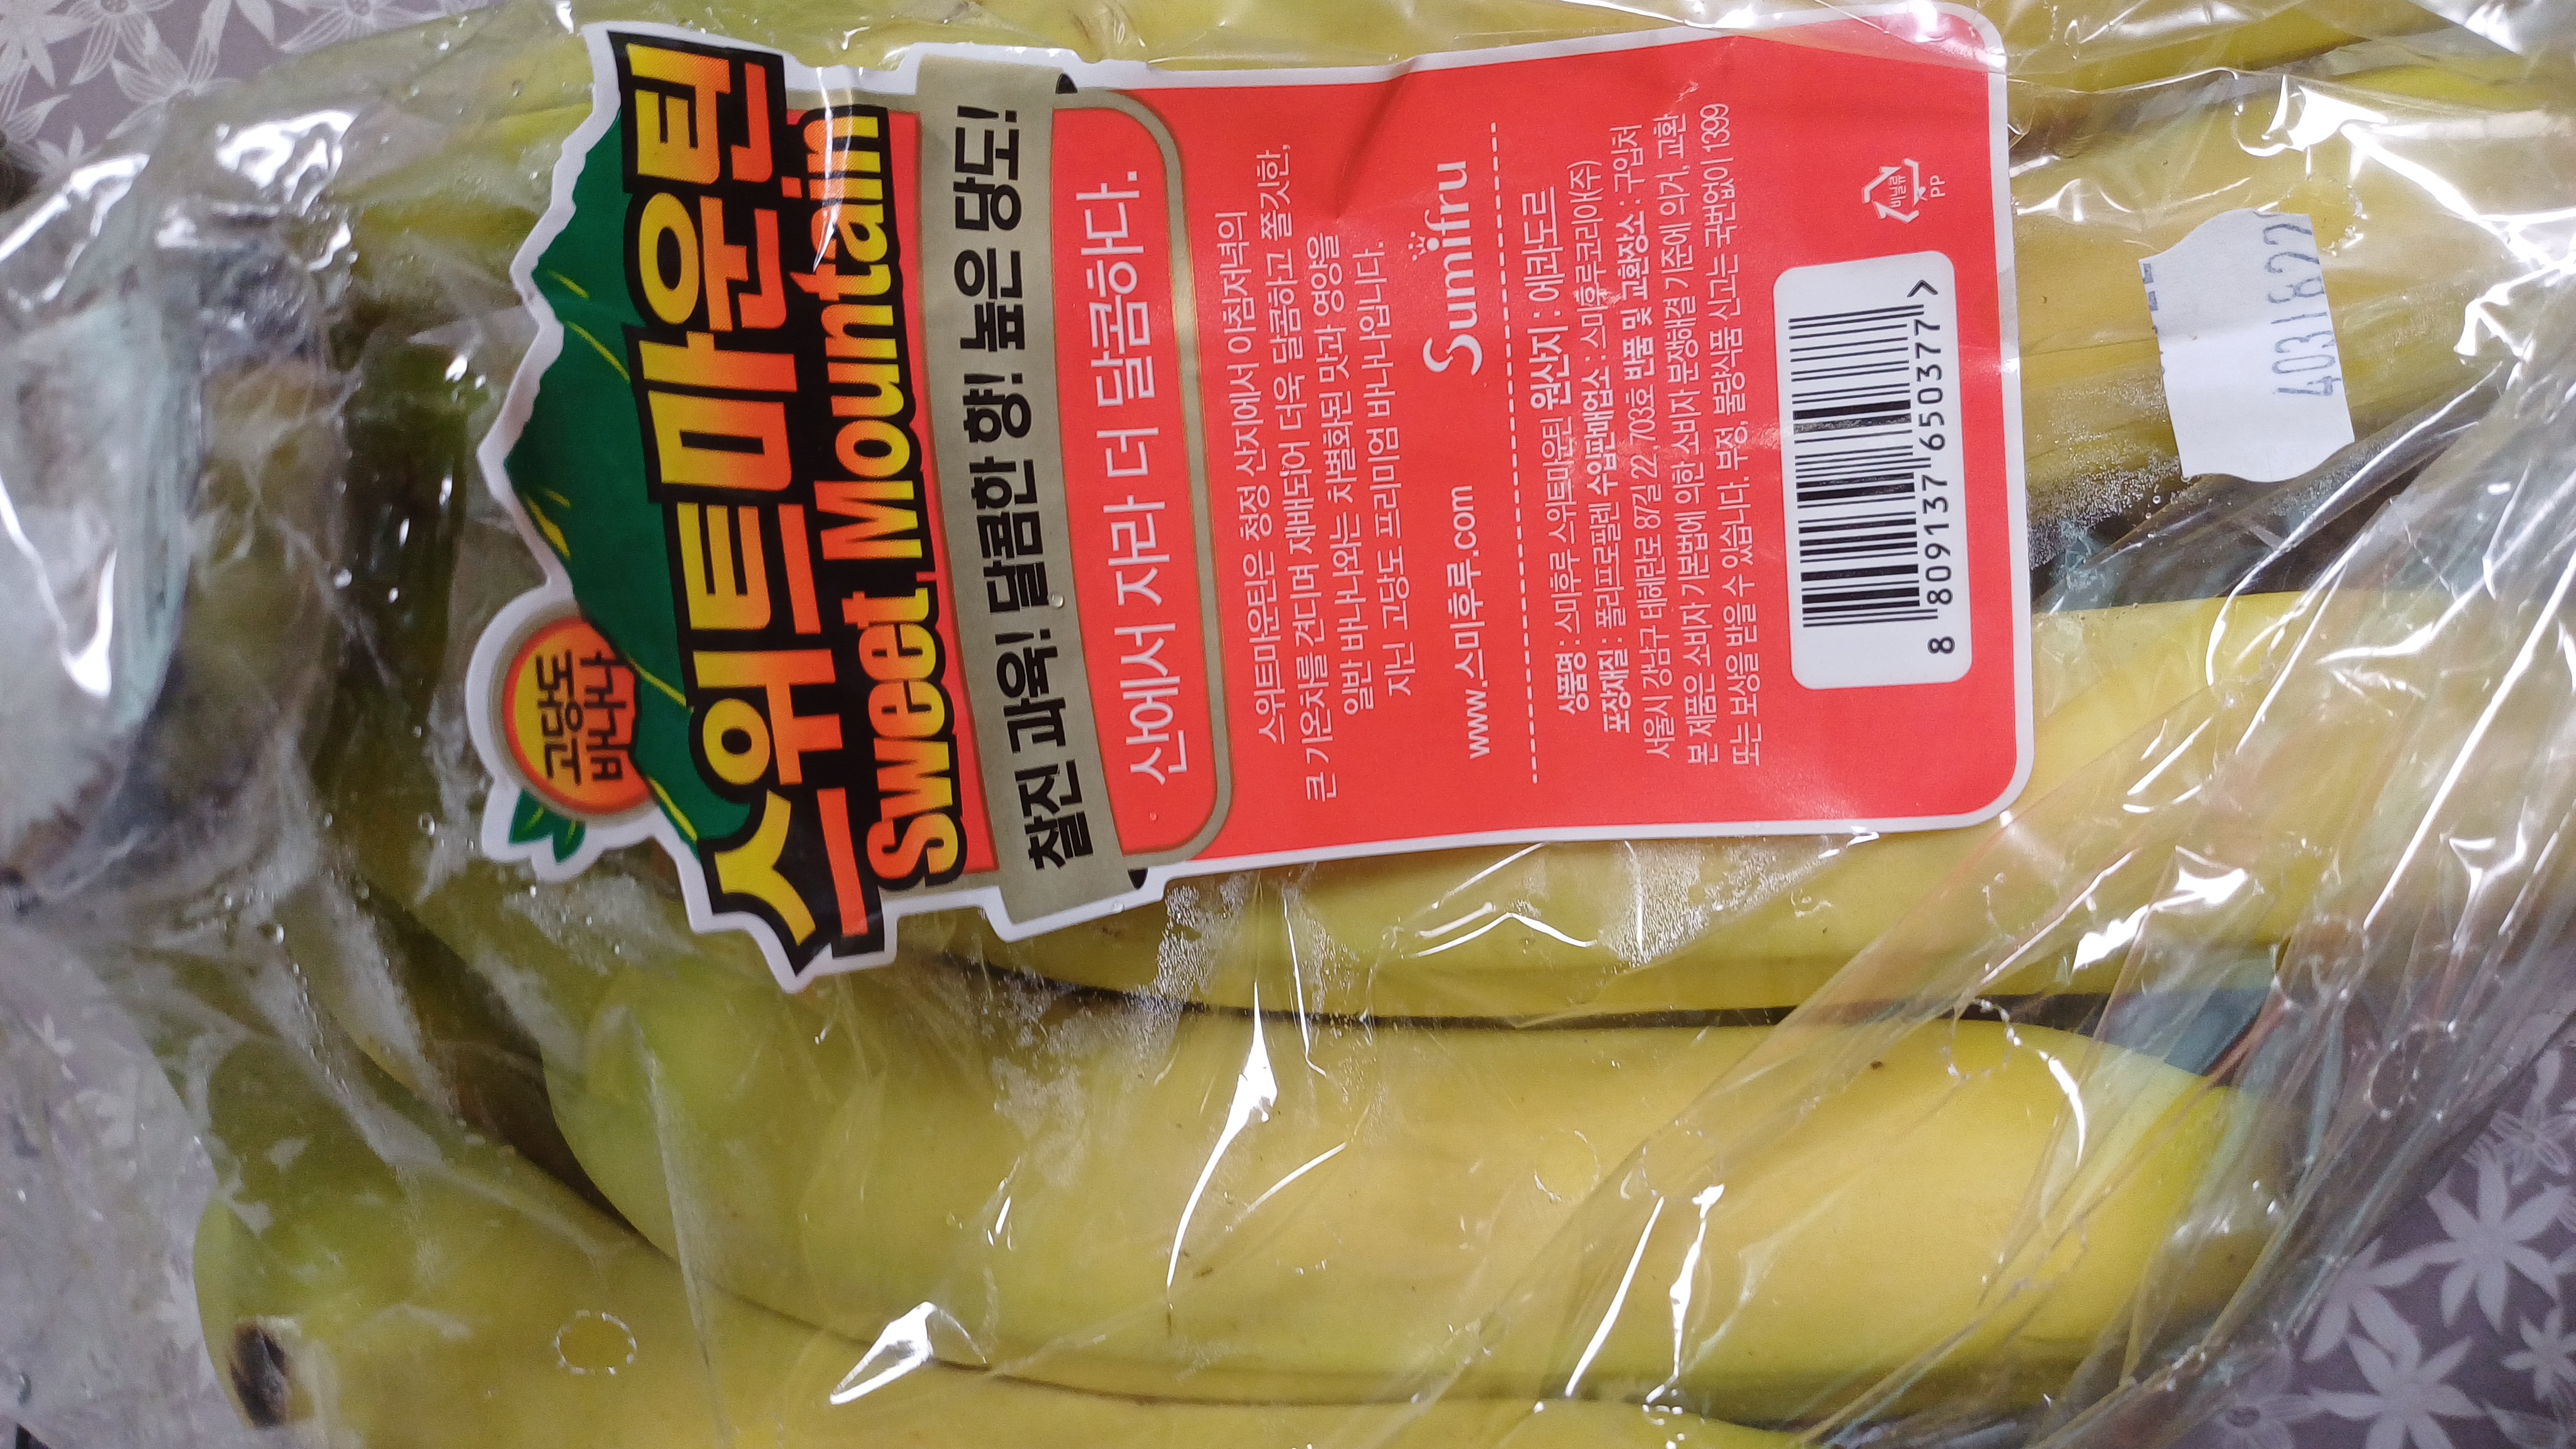 고당도
바나나
스위트마운틴
Sweet Mountain
찰진 과육! 달콤한 향! 높은 당도!
산에서 자라 더 달콤하다.
스위트마운틴은 청정 산지에서 아침저녁의
큰 기온차를 견디며 재배되어 더욱 달콤하고 쫄깃한,
일반 바나나와는 차별화된 맛과 영양을
지닌 고당도 프리미엄 바나나입니다.
www.스미후루.com Sumifru
상품명 : 스미후루 스위트마운틴 원산지 : 에콰도르
포장재질 : 폴리프로필렌 수입판매업소 : 스미후루코리아(주)
서울시 강남구 테헤란로 87길 22, 703호 반품 및 교환장소 : 구입처
본 제품은 소비자 기본법에 의한 소비자 분쟁해결 기준에 의거, 교환
또는 보상을 받을 수 있습니다. 부정, 불량식품 신고는 국번없이 1399
8 809137 650377 >
비닐류
PP
4031822